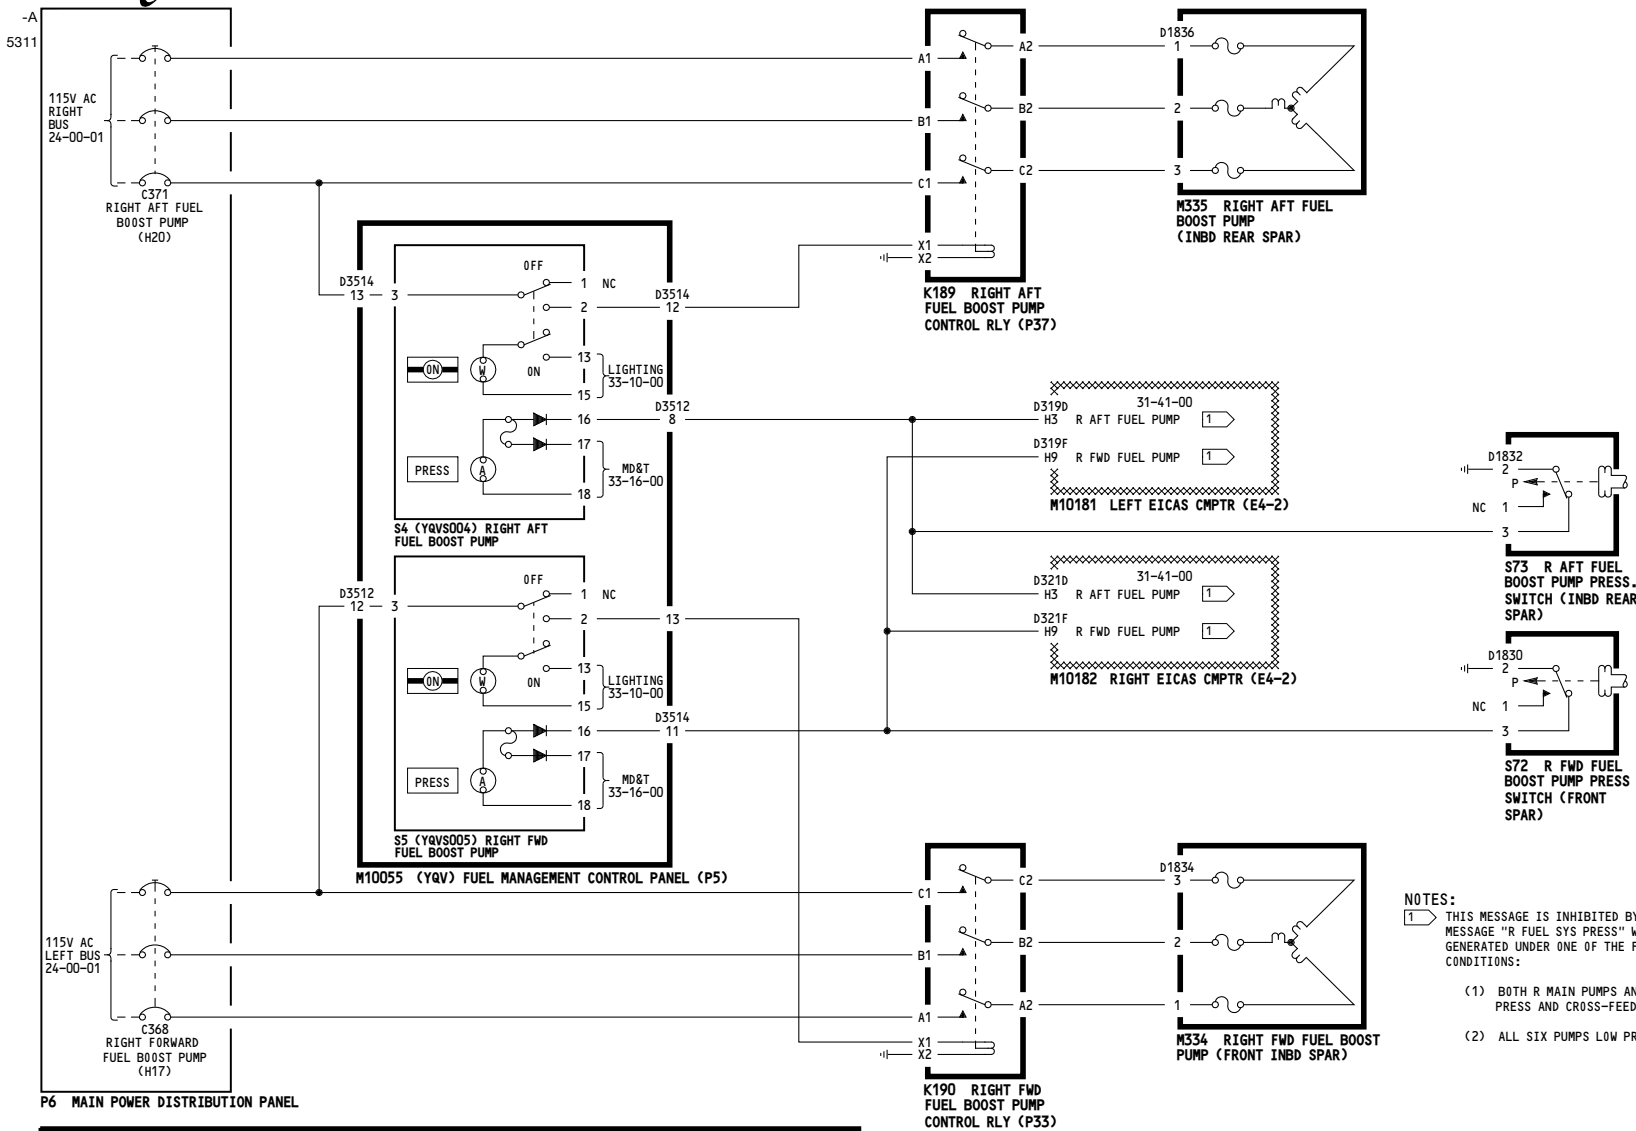 -A
5311
115V AC
RIGHT
BUS
24-00-01
C371
RIGHT AFT FUEL
BOOST PUMP
(H20)
A1
B1
C1
X1
X2
A2
B2
C2
K189 RIGHT AFT
FUEL BOOST PUMP
CONTROL RLY (P37)
D1836
1
2
3
M335 RIGHT AFT FUEL
BOOST PUMP
(INBD REAR SPAR)
D3514
13
3
OFF
1 NC
2
D3514
12
ON
W
ON
13
15
LIGHTING
33-10-00
16
D3512
8
17
PRESS
A
MD&T
33-16-00
18
S4 (YQVS004) RIGHT AFT
FUEL BOOST PUMP
D3512
12
3
OFF
1 NC
2
13
ON
W
ON
13
15
LIGHTING
33-10-00
16
D3514
11
17
PRESS
A
MD&T
33-16-00
18
S5 (YQVS005) RIGHT FWD
FUEL BOOST PUMP
M10055 (YQV) FUEL MANAGEMENT CONTROL PANEL (P5)
31-41-00
D319D
H3 R AFT FUEL PUMP 1
D319F
H9 R FWD FUEL PUMP 1
M10181 LEFT EICAS CMPTR (E4-2)
31-41-00
D321D
H3 R AFT FUEL PUMP 1
D321F
H9 R FWD FUEL PUMP 1
M10182 RIGHT EICAS CMPTR (E4-2)
D1832
2
P
NC 1
3
S73 R AFT FUEL
BOOST PUMP PRESS.
SWITCH (INBD REAR
SPAR)
D1830
2
P
NC 1
3
S72 R FWD FUEL
BOOST PUMP PRESS
SWITCH (FRONT
SPAR)
115V AC
LEFT BUS
24-00-01
C368
RIGHT FORWARD
FUEL BOOST PUMP
(H17)
P6 MAIN POWER DISTRIBUTION PANEL
C1
B1
A1
X1
X2
C2
B2
A2
K190 RIGHT FWD
FUEL BOOST PUMP
CONTROL RLY (P33)
D1834
3
2
1
M334 RIGHT FWD FUEL BOOST
PUMP (FRONT INBD SPAR)
NOTES:
1 THIS MESSAGE IS INHIBITED BY
MESSAGE "R FUEL SYS PRESS"
GENERATED UNDER ONE OF THE
CONDITIONS:
(1) BOTH R MAIN PUMPS
PRESS AND CROSS-FEED
(2) ALL SIX PUMPS LOW